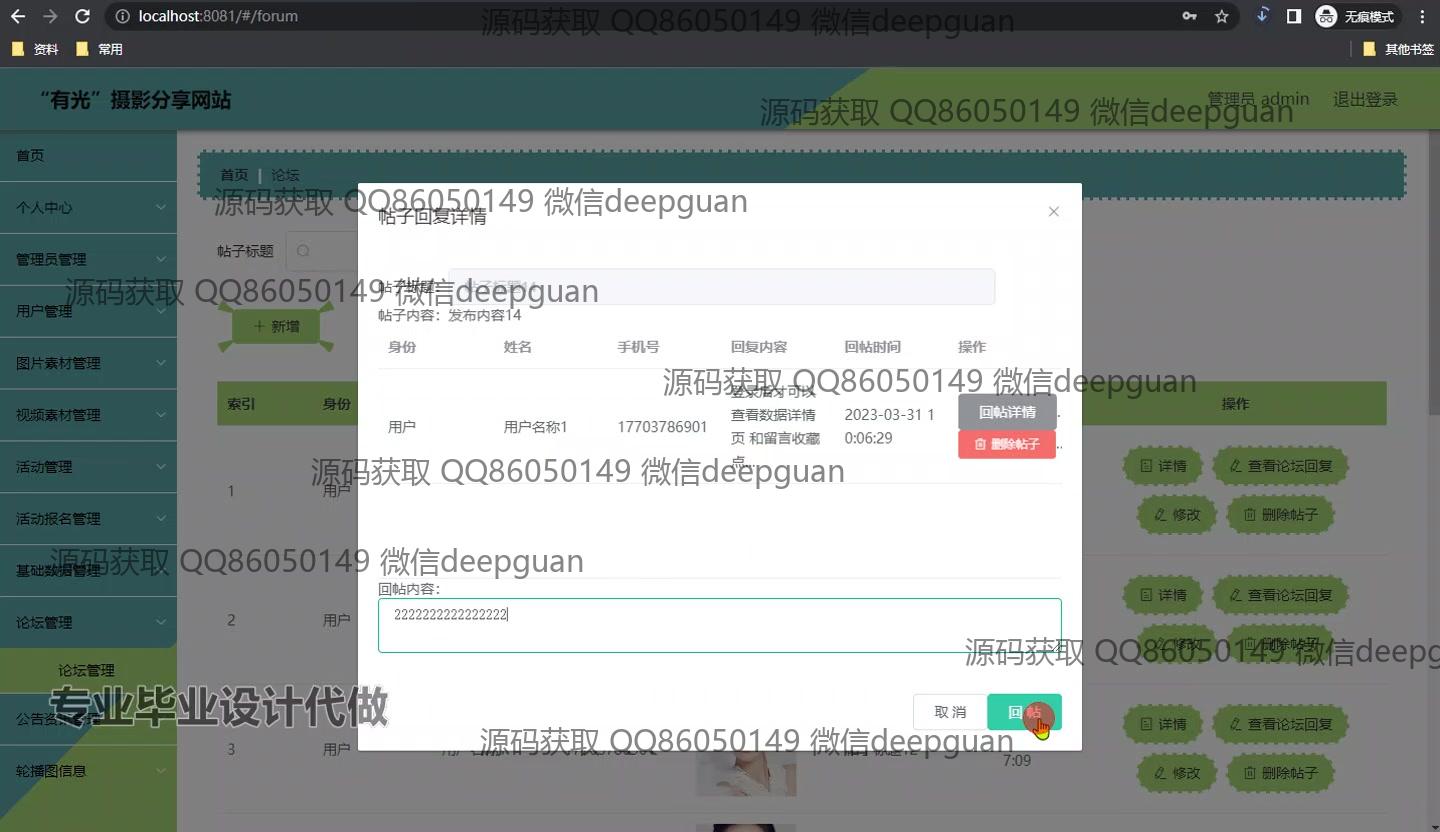 localhost:8081/#/forum
无痕模式
资料
常用
其他书签
源码获取 QQ86050149 微信deepguan
“有光”摄影分享网站
管理员 admin
退出登录
源码获取 QQ86050149 微信deepguan
首页
个人中心
管理员管理
用户管理
图片素材管理
视频素材管理
活动管理
活动报名管理
基础数据管理
论坛管理
论坛管理
轮播图信息
首页 | 论坛
源码获取 QQ86050149 微信deepguan
帖子标题
+ 新增
索引
身份
操作
1
用户
详情
查看论坛回复
修改
删除帖子
2
用户
详情
查看论坛回复
修改
删除帖子
3
用户
7:09
详情
查看论坛回复
修改
删除帖子
帖子回复详情
帖子标题:
源码获取 QQ86050149 微信deepguan
帖子内容: 发布内容14
身份
姓名
手机号
回复内容
回帖时间
操作
源码获取 QQ86050149 微信deepguan
用户
用户名称1
17703786901
登录后才可以
查看数据详情
页 和留言收藏
点...
2023-03-31 1
0:06:29
回帖详情
删除帖子
源码获取 QQ86050149 微信deepguan
源码获取 QQ86050149 微信deepguan
回帖内容:
2222222222222222
源码获取 QQ86050149 微信deepg
专业毕业设计代做
取 消
回 帖
源码获取 QQ86050149 微信deepguan